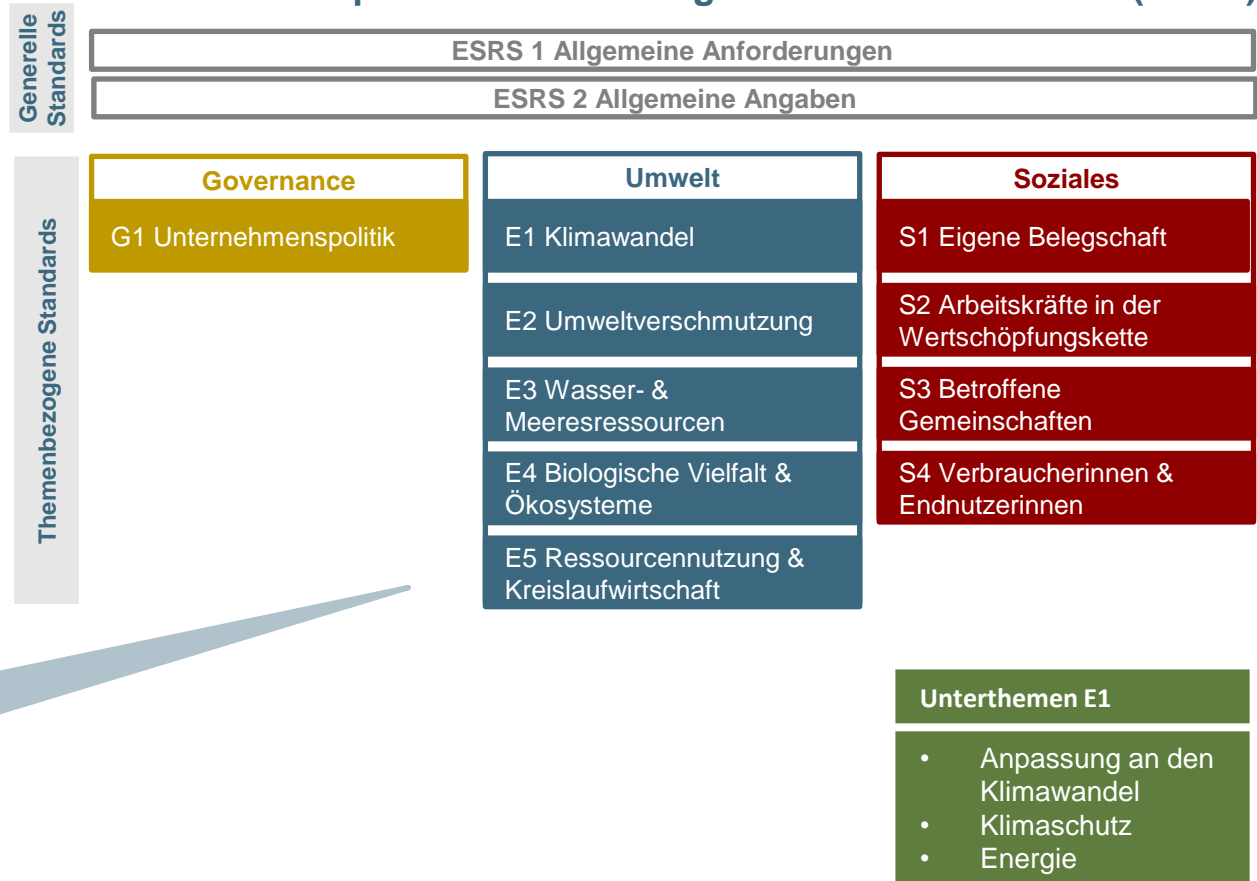 Generelle
Standards
ESRS 1 Allgemeine Anforderungen
ESRS 2 Allgemeine Angaben
Themenbezogene Standards
Governance
G1 Unternehmenspolitik
Umwelt
E1 Klimawandel
E2 Umweltverschmutzung
E3 Wasser- &
Meeresressourcen
E4 Biologische Vielfalt &
Ökosysteme
E5 Ressourcennutzung &
Kreislaufwirtschaft
Soziales
S1 Eigene Belegschaft
S2 Arbeitskräfte in der
Wertschöpfungskette
S3 Betroffene
Gemeinschaften
S4 Verbraucherinnen &
Endnutzerinnen
Unterthemen E1
• Anpassung an den
Klimawandel
• Klimaschutz
• Energie